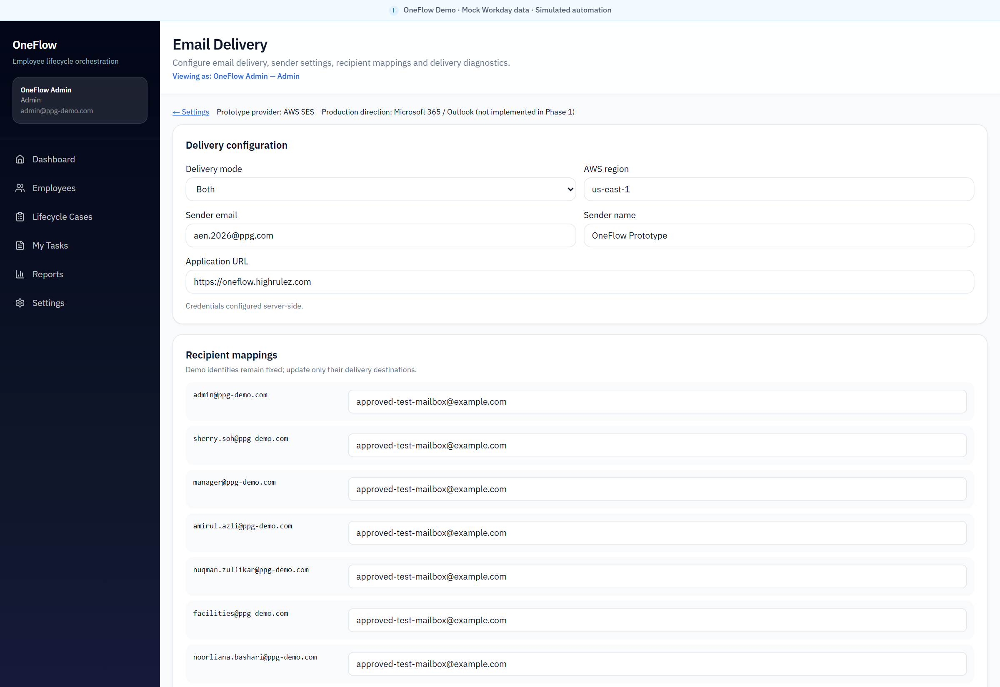 i OneFlow Demo · Mock Workday data · Simulated automation
OneFlow
Employee lifecycle orchestration
OneFlow Admin
Admin
admin@ppg-demo.com
Dashboard
Employees
Lifecycle Cases
My Tasks
Reports
Settings
Email Delivery
Configure email delivery, sender settings, recipient mappings and delivery diagnostics.
Viewing as: OneFlow Admin — Admin
← Settings Prototype provider: AWS SES Production direction: Microsoft 365 / Outlook (not implemented in Phase 1)
Delivery configuration
Delivery mode
Both
AWS region
us-east-1
Sender email
aen.2026@ppg.com
Sender name
OneFlow Prototype
Application URL
https://oneflow.highrulez.com
Credentials configured server-side.
Recipient mappings
Demo identities remain fixed; update only their delivery destinations.
admin@ppg-demo.com
approved-test-mailbox@example.com
sherry.soh@ppg-demo.com
approved-test-mailbox@example.com
manager@ppg-demo.com
approved-test-mailbox@example.com
amirul.azli@ppg-demo.com
approved-test-mailbox@example.com
nuqman.zulfikar@ppg-demo.com
approved-test-mailbox@example.com
facilities@ppg-demo.com
approved-test-mailbox@example.com
noorliana.bashari@ppg-demo.com
approved-test-mailbox@example.com